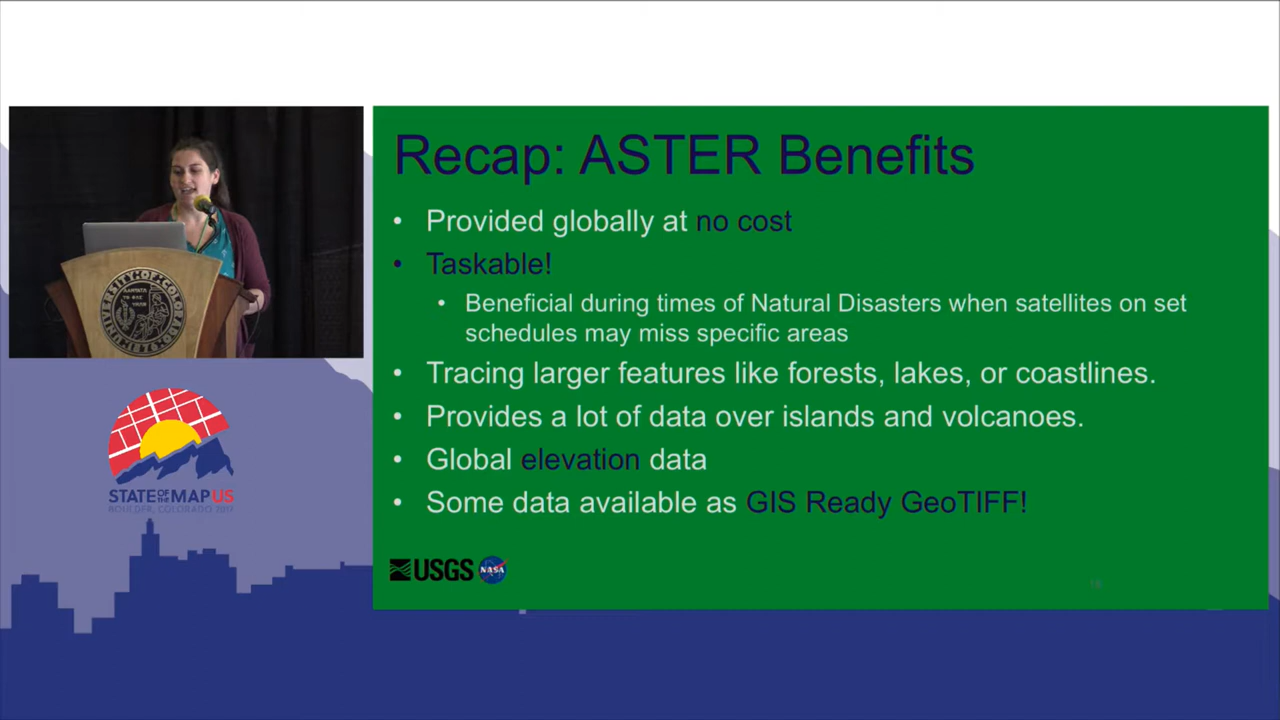 Recap: ASTER Benefits
• Provided globally at no cost
• Taskable!
• Beneficial during times of Natural Disasters when satellites on set
schedules may miss specific areas
• Tracing larger features like forests, lakes, or coastlines.
• Provides a lot of data over islands and volcanoes.
• Global elevation data
• Some data available as GIS Ready GeoTIFF!
USGS NASA
UNIVERSITY OF COLORADO
STATE OF THE MAP US
BOULDER, COLORADO 2017